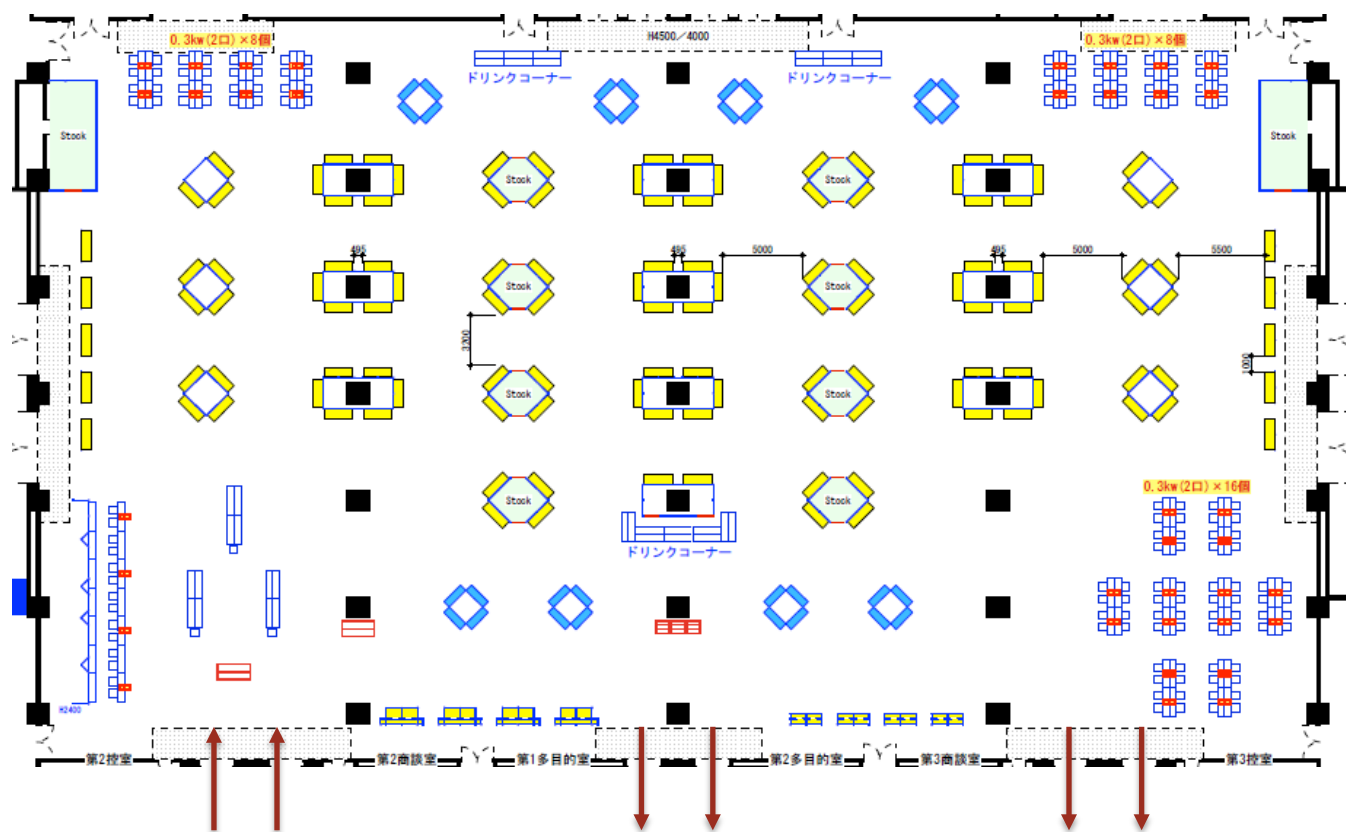 0.3kw(2口)×8個
H4500/4000
0.3kw(2口)×8個
ドリンクコーナー
ドリンクコーナー
Stock
Stock
Stock
Stock
495
485
5000
495
5000
5500
Stock
Stock
3200
1000
Stock
Stock
0.3kw(2口)×16個
Stock
Stock
ドリンクコーナー
H2400
第2控室
第2商談室
第1多目的室
第2多目的室
第3商談室
第3控室